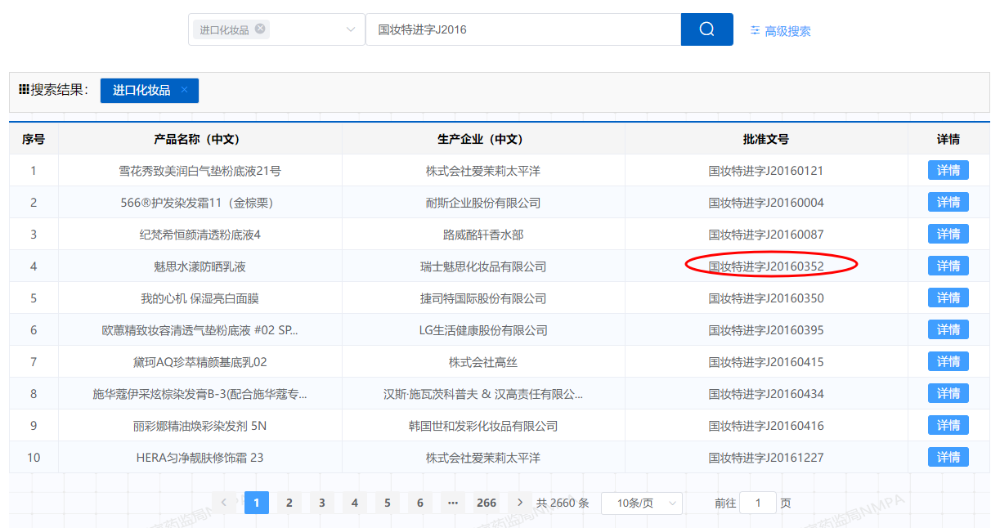 进口化妆品
国妆特进字J2016
高级搜索
搜索结果：
进口化妆品
序号 产品名称（中文） 生产企业（中文） 批准文号 详情
1 雪花秀致美润白气垫粉底液21号 株式会社爱茉莉太平洋 国妆特进字J20160121 详情
2 566®护发染发霜11（金棕栗） 耐斯企业股份有限公司 国妆特进字J20160004 详情
3 纪梵希恒颜清透粉底液4 路威酩轩香水部 国妆特进字J20160087 详情
4 魅思水漾防晒乳液 瑞士魅思化妆品有限公司 国妆特进字J20160352 详情
5 我的心机 保湿亮白面膜 捷司特国际股份有限公司 国妆特进字J20160350 详情
6 欧蕙精致妆容清透气垫粉底液 #02 SP... LG生活健康股份有限公司 国妆特进字J20160395 详情
7 黛珂AQ珍萃精颜基底乳02 株式会社高丝 国妆特进字J20160415 详情
8 施华蔻伊采炫棕染发膏B-3(配合施华蔻专... 汉斯·施瓦茨科普夫 & 汉高责任有限公... 国妆特进字J20160434 详情
9 丽彩娜精油焕彩染发剂 5N 韩国世和发彩化妆品有限公司 国妆特进字J20160416 详情
10 HERA匀净靓肤修饰霜 23 株式会社爱茉莉太平洋 国妆特进字J20161227 详情
1 2 3 4 5 6 ··· 266 共 2660 条 10条/页 前往 1 页
药监局NMPA